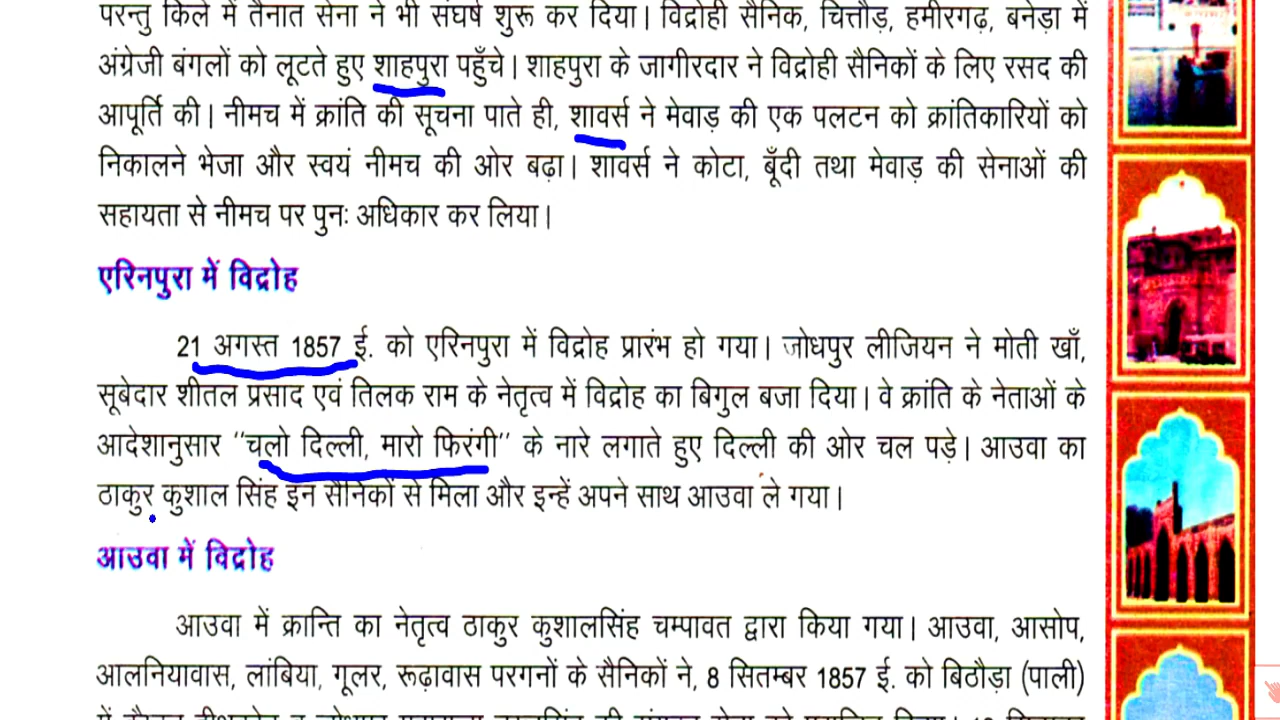 परन्तु किले में तैनात सेना ने भी संघर्ष शुरू कर दिया। विद्रोही सैनिक, चित्तौड़, हमीरगढ़, बनेड़ा में
अंग्रेजी बंगलों को लूटते हुए शाहपुरा पहुँचे। शाहपुरा के जागीरदार ने विद्रोही सैनिकों के लिए रसद की
आपूर्ति की। नीमच में क्रांति की सूचना पाते ही, शावर्स ने मेवाड़ की एक पलटन को क्रांतिकारियों को
निकालने भेजा और स्वयं नीमच की ओर बढ़ा। शावर्स ने कोटा, बूँदी तथा मेवाड़ की सेनाओं की
सहायता से नीमच पर पुनः अधिकार कर लिया।
एरिनपुरा में विद्रोह
21 अगस्त 1857 ई. को एरिनपुरा में विद्रोह प्रारंभ हो गया। जोधपुर लीजियन ने मोती खाँ,
सूबेदार शीतल प्रसाद एवं तिलक राम के नेतृत्व में विद्रोह का बिगुल बजा दिया। वे क्रांति के नेताओं के
आदेशानुसार "चलो दिल्ली, मारो फिरंगी" के नारे लगाते हुए दिल्ली की ओर चल पड़े। आउवा का
ठाकुर कुशाल सिंह इन सैनिकों से मिला और इन्हें अपने साथ आउवा ले गया।
आउवा में विद्रोह
आउवा में क्रान्ति का नेतृत्व ठाकुर कुशालसिंह चम्पावत द्वारा किया गया। आउवा, आसोप,
आलनियावास, लांबिया, गूलर, रूढ़ावास परगनों के सैनिकों ने, 8 सितम्बर 1857 ई. को बिठौड़ा (पाली)